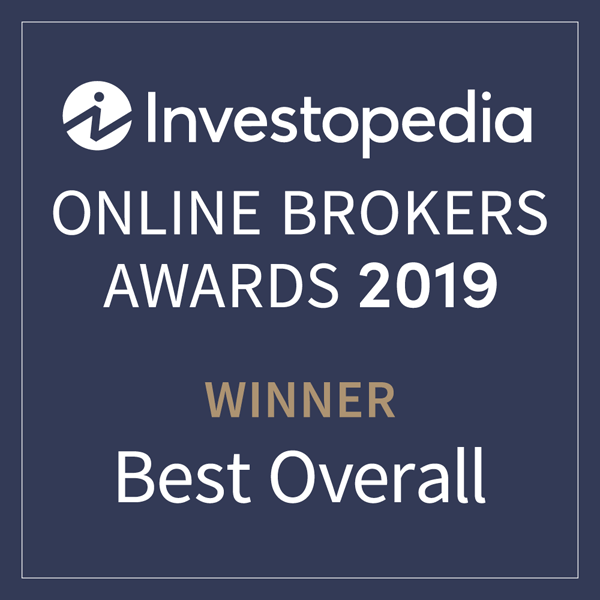 Investopedia
ONLINE BROKERS
AWARDS 2019
WINNER
Best Overall